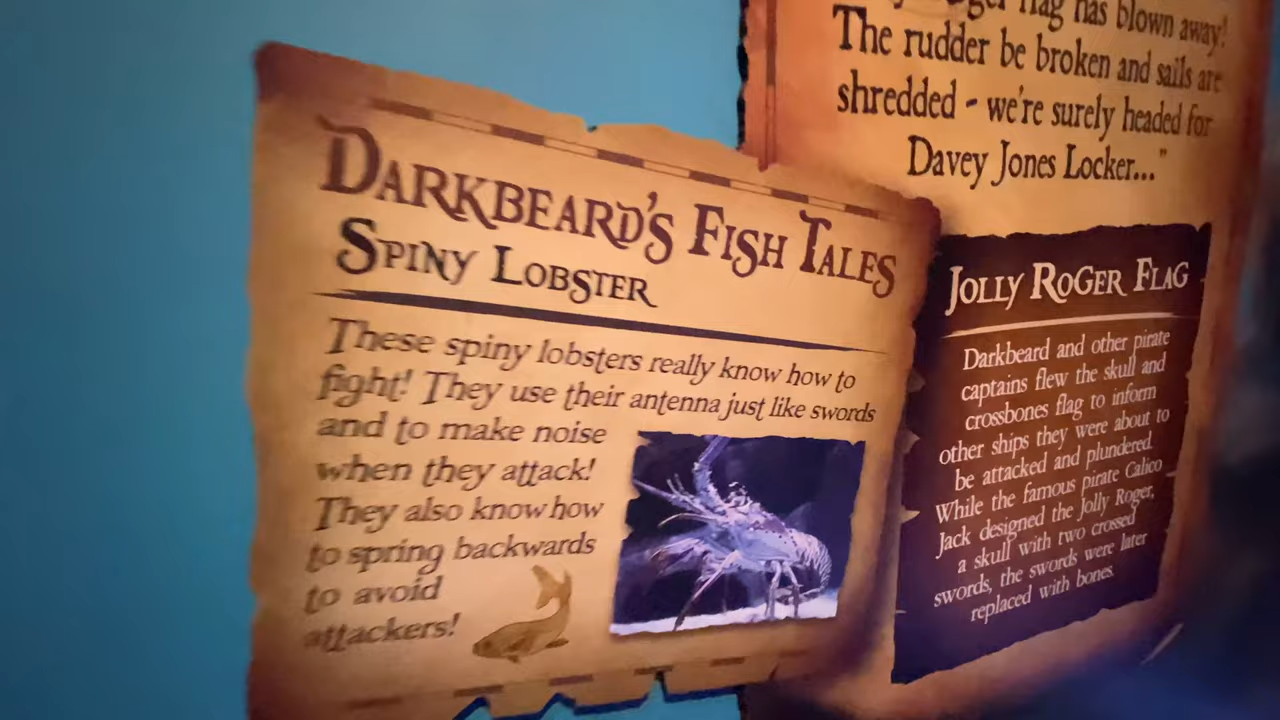 DARKBEARD'S FISH TALES
SPINY LOBSTER
These spiny lobsters really know how to
fight! They use their antenna just like swords
and to make noise
when they attack!
They also know how
to spring backwards
to avoid
attackers!
flag has blown away!
The rudder be broken and sails are
shredded - we're surely headed for
Davey Jones Locker..."
JOLLY ROGER FLAG
Darkbeard and other pirate
captains flew the skull and
crossbones flag to inform
other ships they were about to
be attacked and plundered.
While the famous pirate Calico
Jack designed the Jolly Roger,
a skull with two crossed
swords, the swords were later
replaced with bones.